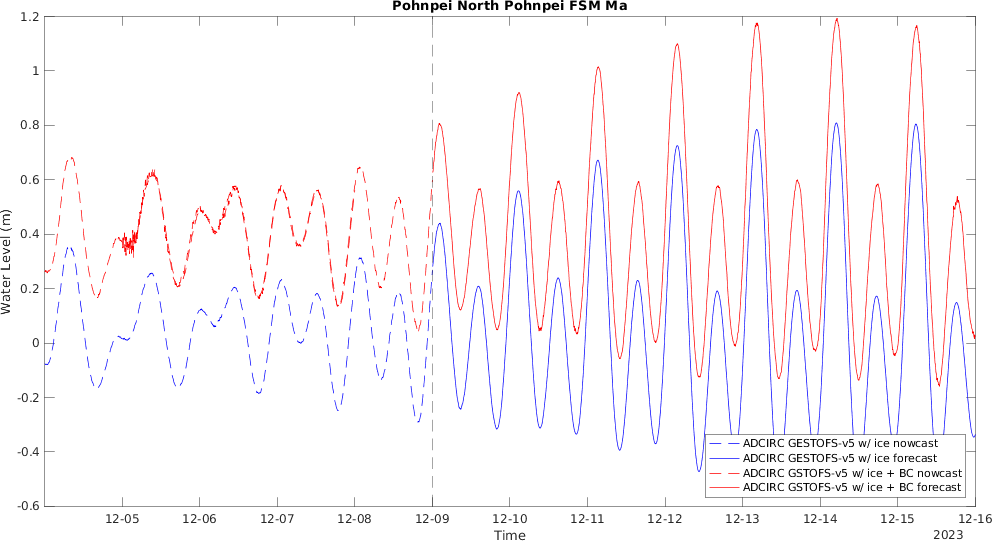 Pohnpei North Pohnpei FSM Ma
1.2
1
0.8
0.6
0.4
0.2
0
-0.2
-0.4
-0.6
Water Level (m)
ADCIRC GESTOFS-v5 w/ ice nowcast
ADCIRC GESTOFS-v5 w/ ice forecast
ADCIRC GSTOFS-v5 w/ ice + BC nowcast
ADCIRC GSTOFS-v5 w/ ice + BC forecast
12-05 12-06 12-07 12-08 12-09 12-10 12-11 12-12 12-13 12-14 12-15 12-16
Time
2023